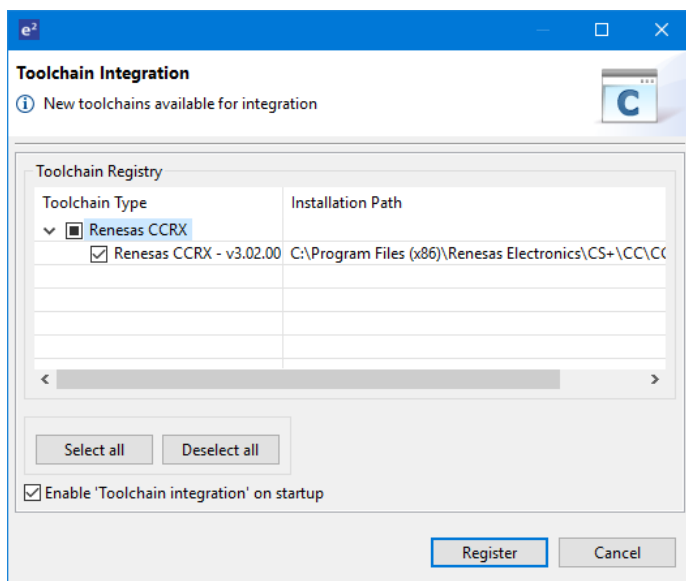 e²
Toolchain Integration
New toolchains available for integration
C
Toolchain Registry
Toolchain Type Installation Path
Renesas CCRX
Renesas CCRX - v3.02.00 C:\Program Files (x86)\Renesas Electronics\CS+\CC\CC
Select all Deselect all
Enable 'Toolchain integration' on startup
Register Cancel